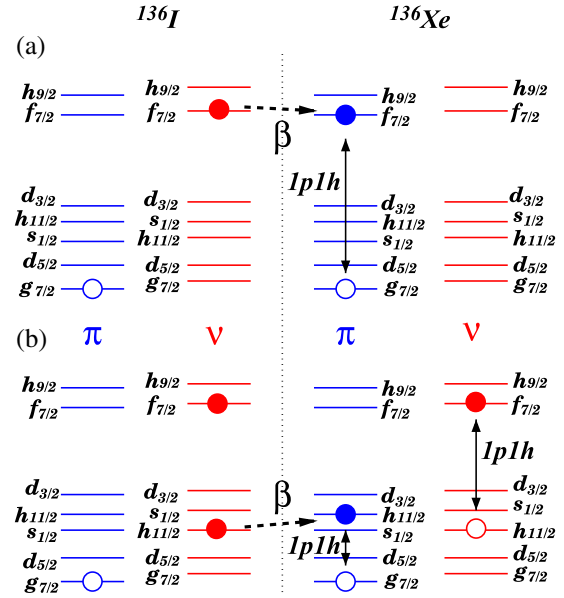 136I 136Xe
(a)
h9/2 h9/2 h9/2 h9/2
f7/2 f7/2 f7/2 f7/2
β
1p1h
d3/2 d3/2 d3/2 d3/2
h11/2 s1/2 h11/2 s1/2
s1/2 h11/2 s1/2 h11/2
d5/2 d5/2 d5/2 d5/2
g7/2 g7/2 g7/2 g7/2
(b) π ν π ν
h9/2 h9/2 h9/2 h9/2
f7/2 f7/2 f7/2 f7/2
1p1h
d3/2 d3/2 β d3/2 d3/2
h11/2 s1/2 h11/2 s1/2
s1/2 h11/2 s1/2 h11/2
1p1h
d5/2 d5/2 d5/2 d5/2
g7/2 g7/2 g7/2 g7/2